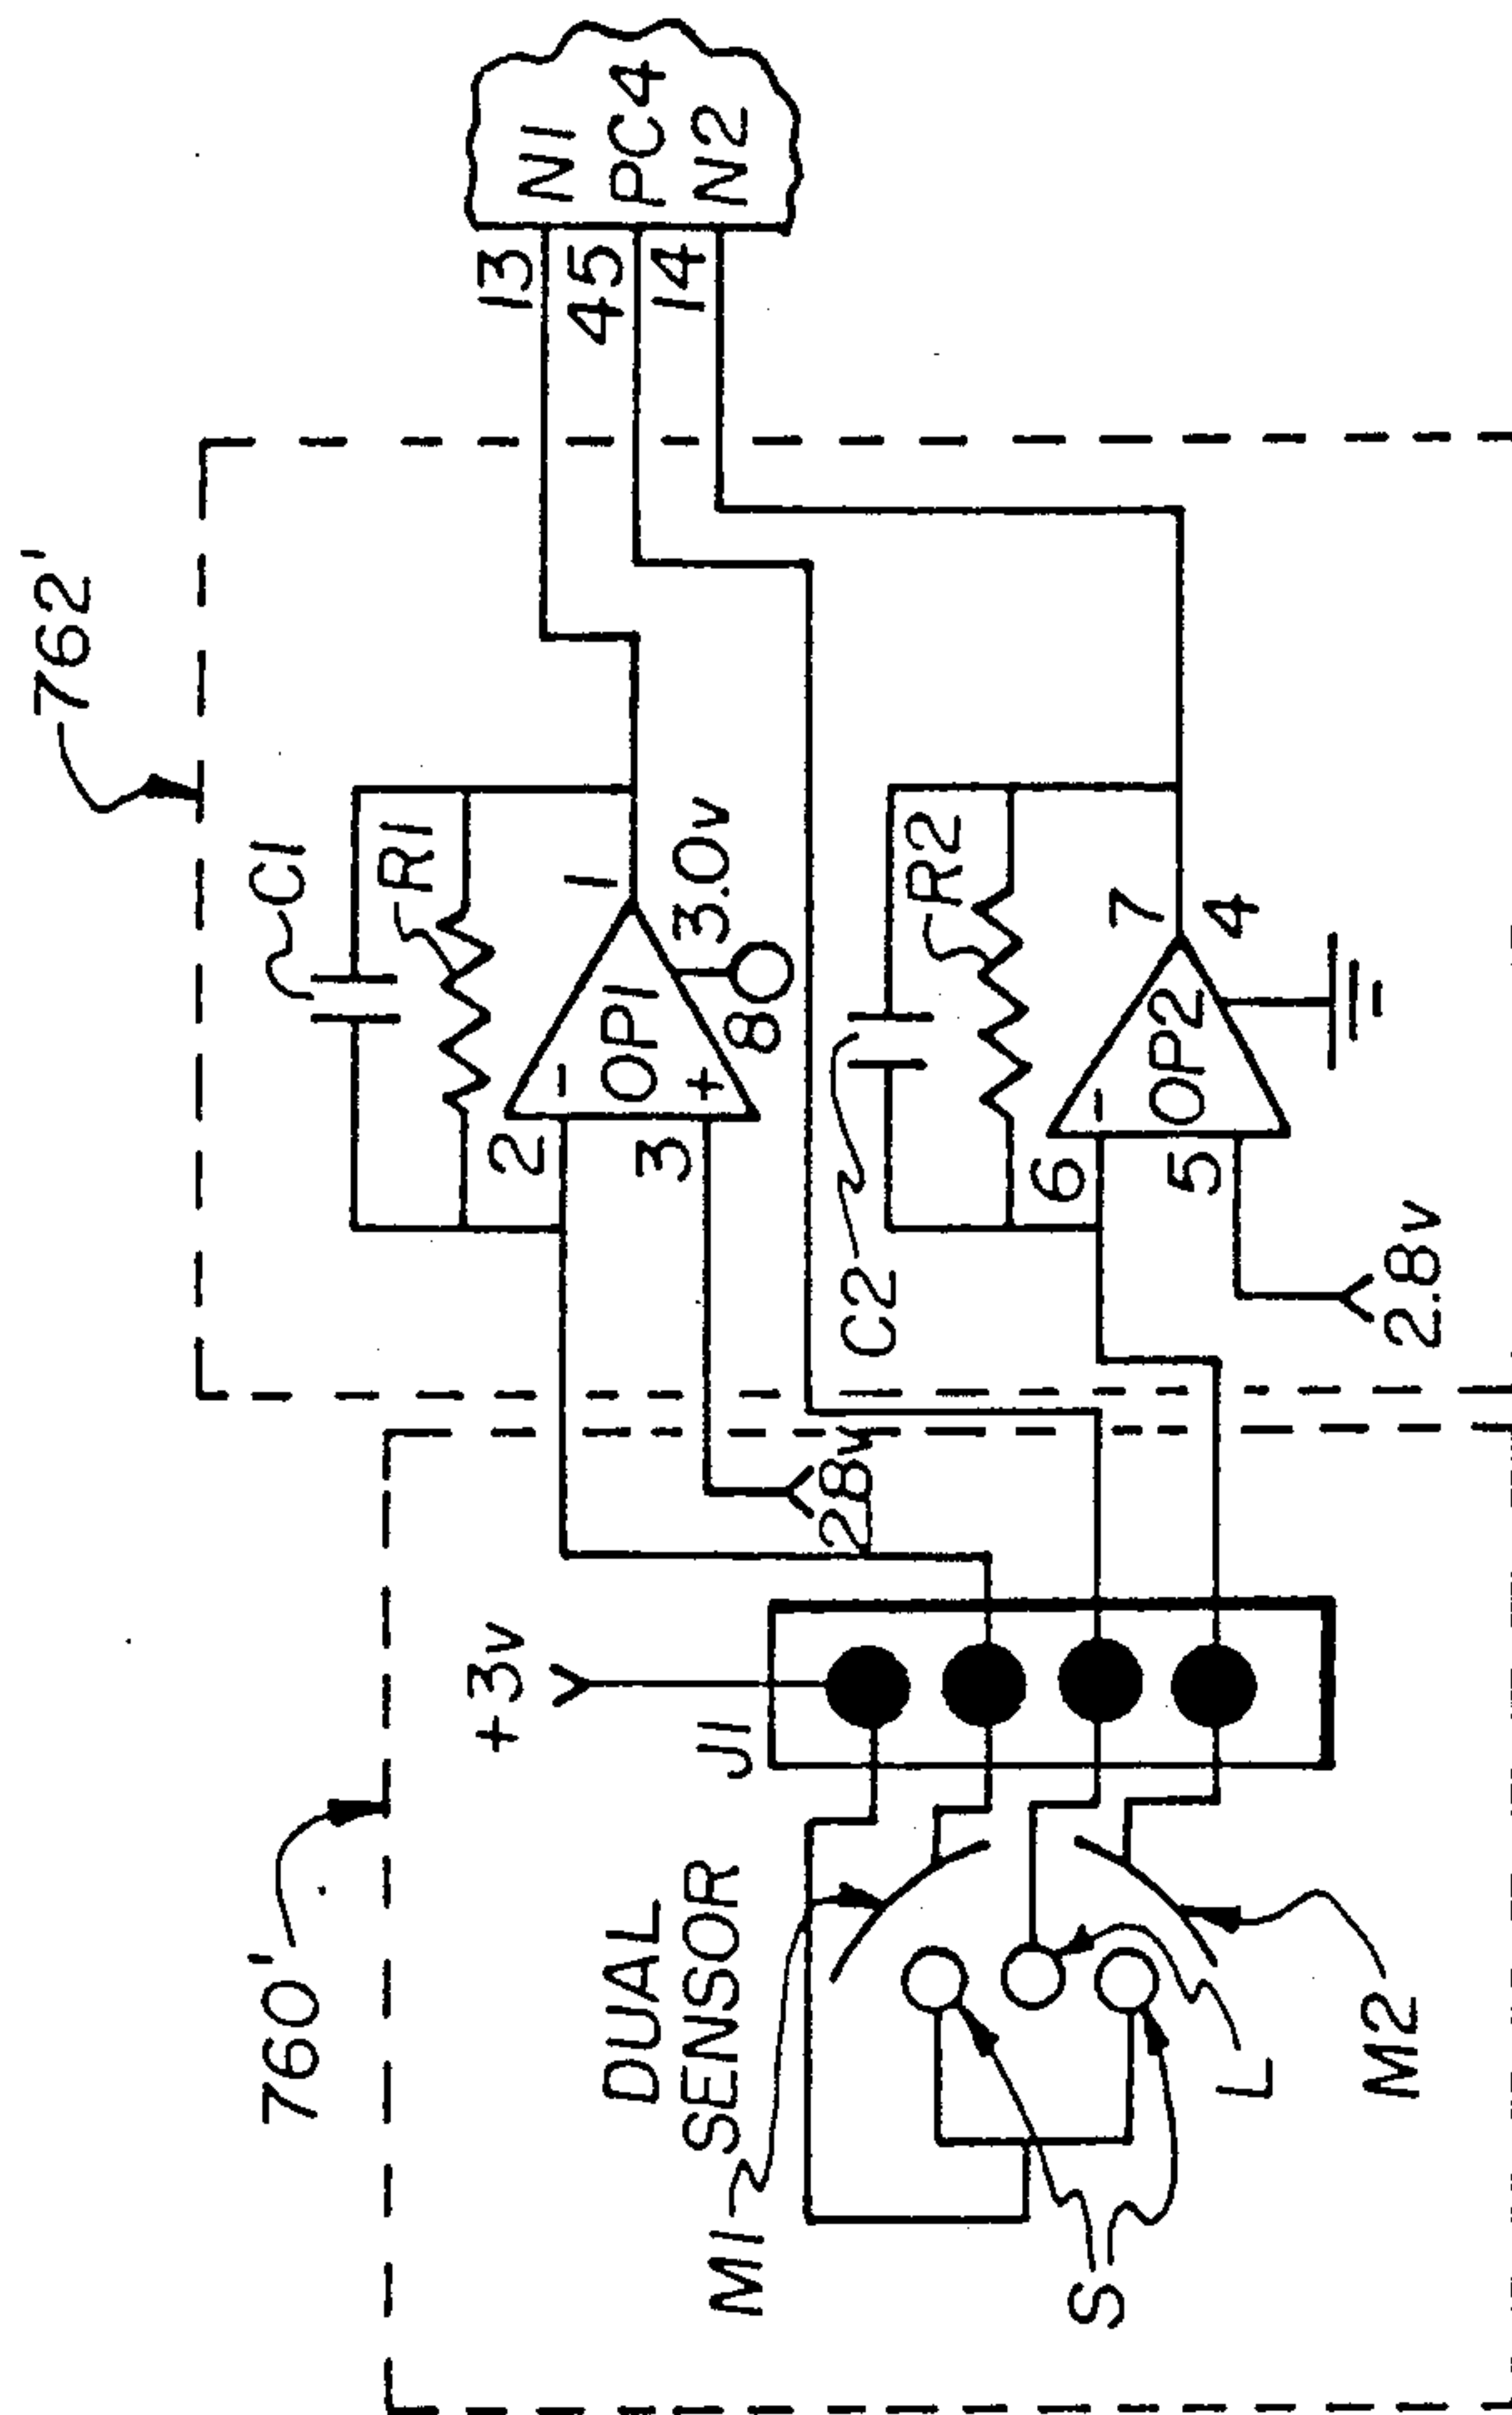 760'
762'
DUAL
SENSOR
M1
S
L
M2
+3v
J1
2.8v
C1
R1
2
3
-
OP1
+
1
3.0v
8
C2
R2
6
5
-
OP2
7
4
2.8v
13
45
14
N1
PC4
N2